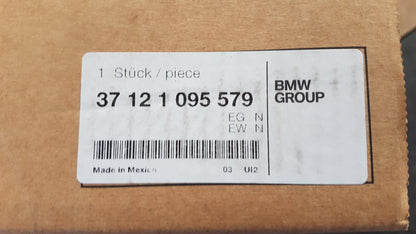 1 Stück / piece
37 12 1 095 579
EG N
EW N
Made in Mexico
03 UI2
BMW
GROUP